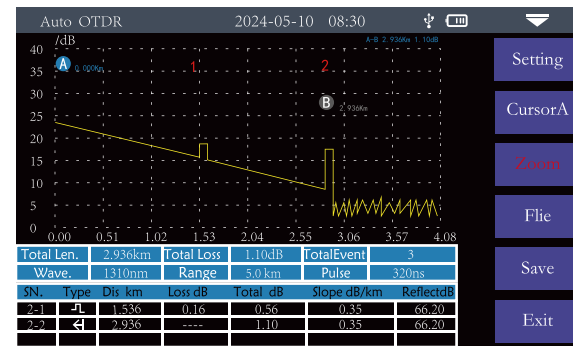 Auto OTDR 2024-05-10 08:30
/dB A-B 2.936Km 1.10dB
40
35 A 0.000Km 1 2 Setting
30 B 2.936Km
25 CursorA
20
15 Zoom
10
5 Flie
0
0.00 0.51 1.02 1.53 2.04 2.55 3.06 3.57 4.08
Total Len. 2.936km Total Loss 1.10dB TotalEvent 3
Wave. 1310nm Range 5.0 km Pulse 320ns Save
SN. Type Dis km Loss dB Total dB Slope dB/km ReflectdB
2-1 1.536 0.16 0.56 0.35 66.20
2-2 2.936 ---- 1.10 0.35 66.20 Exit